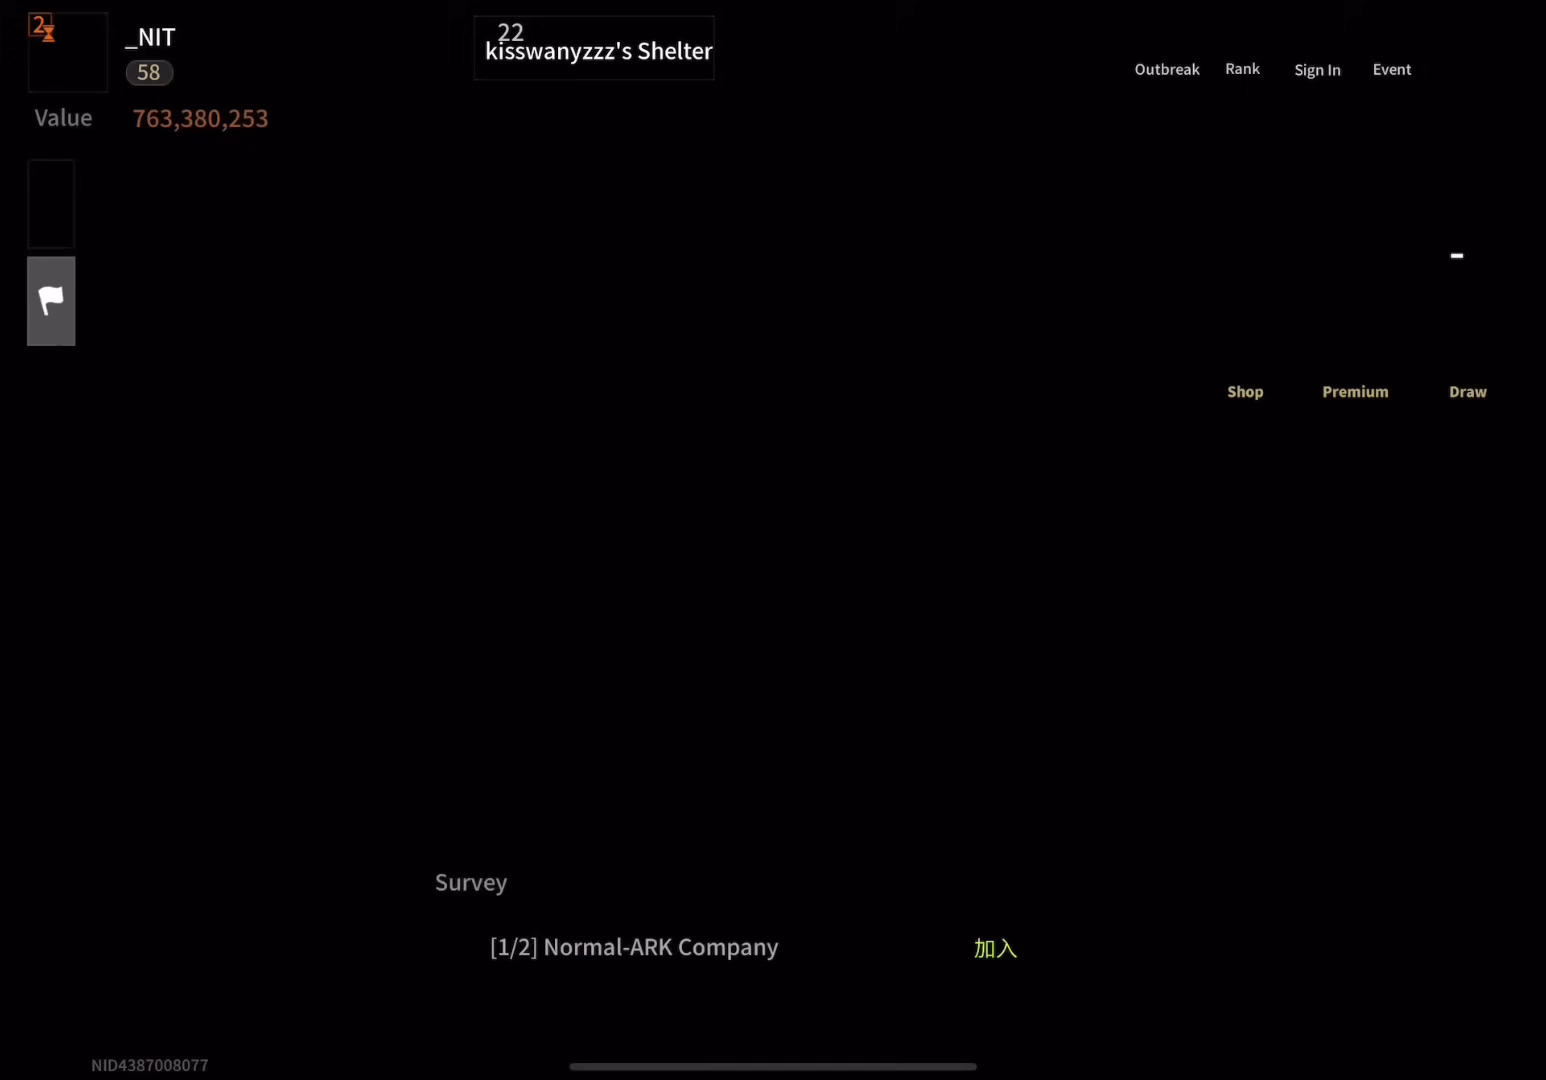 2
_NIT
58
Value 763,380,253
22
kisswanyzzz's Shelter
Outbreak Rank Sign In Event
Shop Premium Draw
Survey
[1/2] Normal-ARK Company 加入
NID4387008077